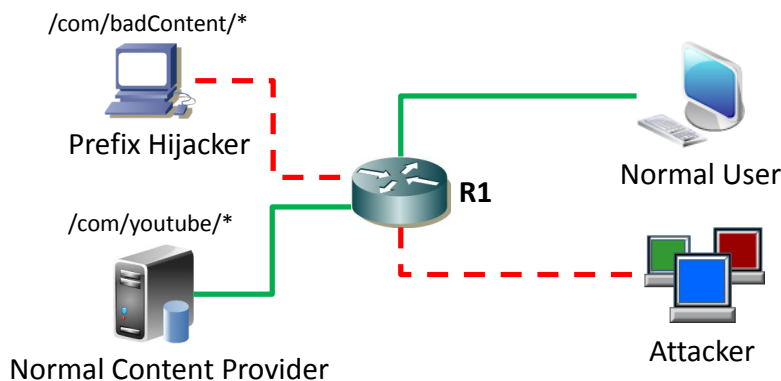 /com/badContent/*
Prefix Hijacker
R1
Normal User
/com/youtube/*
Normal Content Provider
Attacker